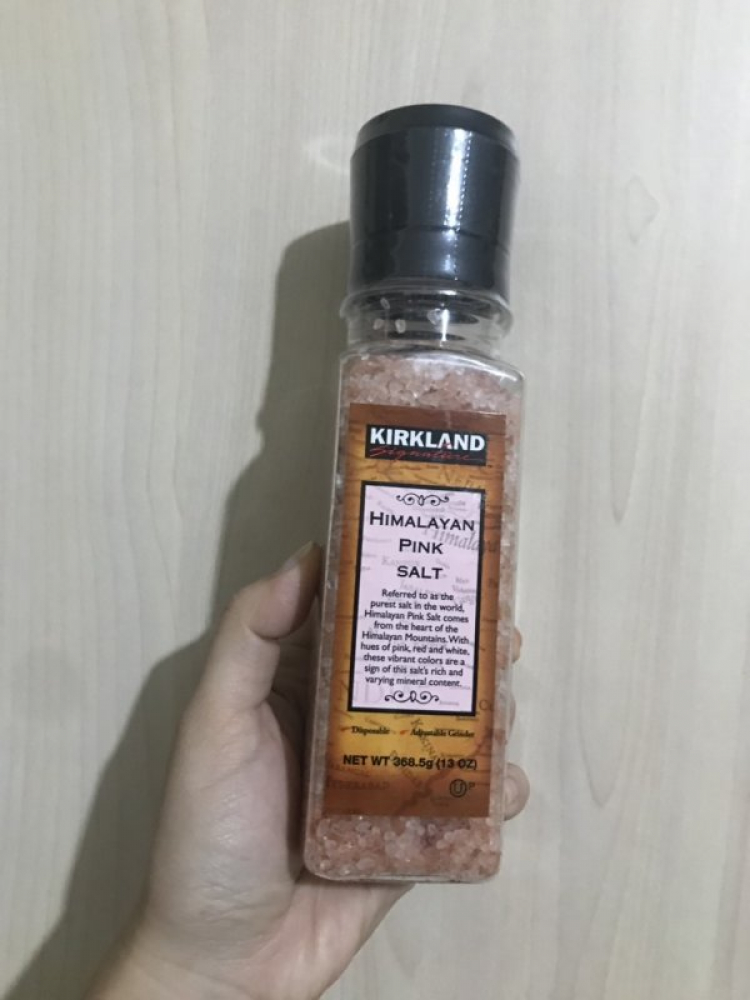 KIRKLAND
Signature
HIMALAYAN
PINK
SALT
Referred to as the
purest salt in the world,
Himalayan Pink Salt comes
from the heart of the
Himalayan Mountains. With
hues of pink, red and white,
these vibrant colors are a
sign of this salt's rich and
varying mineral content.
Disposable Adjustable Grinder
NET WT 368.5g (13 OZ)
U P